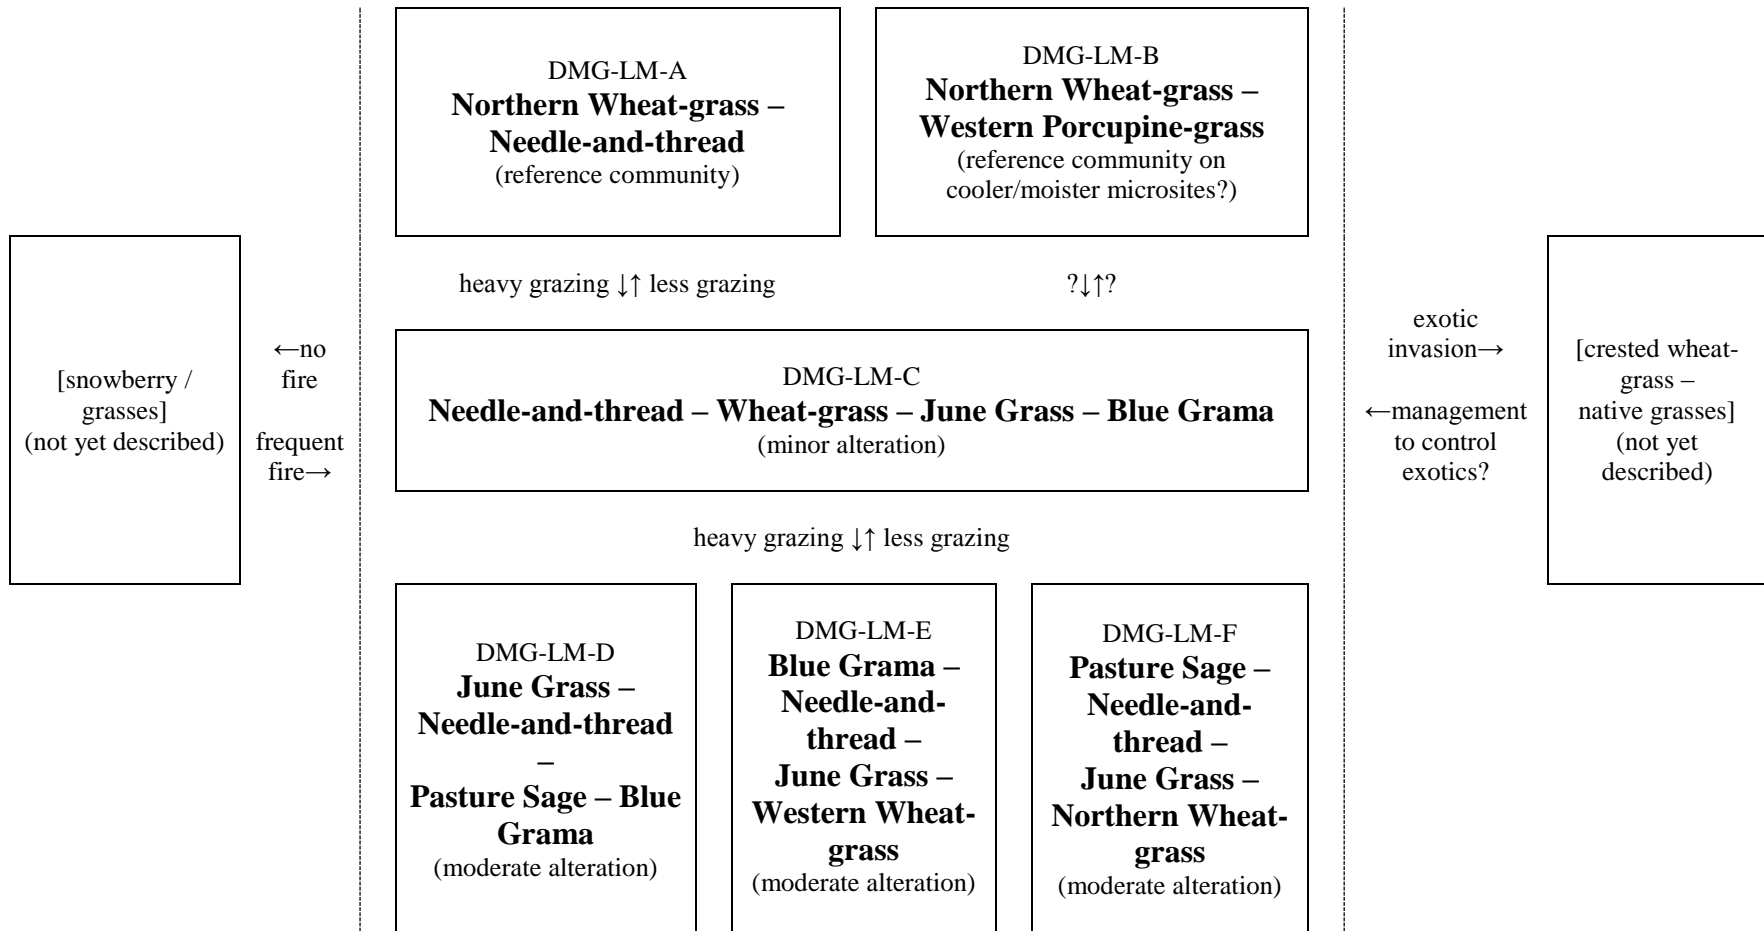 DMG-LM-A
Northern Wheat-grass –
Needle-and-thread
(reference community)
DMG-LM-B
Northern Wheat-grass –
Western Porcupine-grass
(reference community on
cooler/moister microsites?)
heavy grazing ↓↑ less grazing
?↓↑?
[snowberry /
grasses]
(not yet described)
←no
fire
frequent
fire→
DMG-LM-C
Needle-and-thread – Wheat-grass – June Grass – Blue Grama
(minor alteration)
exotic
invasion→
←management
to control
exotics?
[crested wheat-
grass –
native grasses]
(not yet
described)
heavy grazing ↓↑ less grazing
DMG-LM-D
June Grass –
Needle-and-thread
–
Pasture Sage – Blue
Grama
(moderate alteration)
DMG-LM-E
Blue Grama –
Needle-and-
thread –
June Grass –
Western Wheat-
grass
(moderate alteration)
DMG-LM-F
Pasture Sage –
Needle-and-
thread –
June Grass –
Northern Wheat-
grass
(moderate alteration)